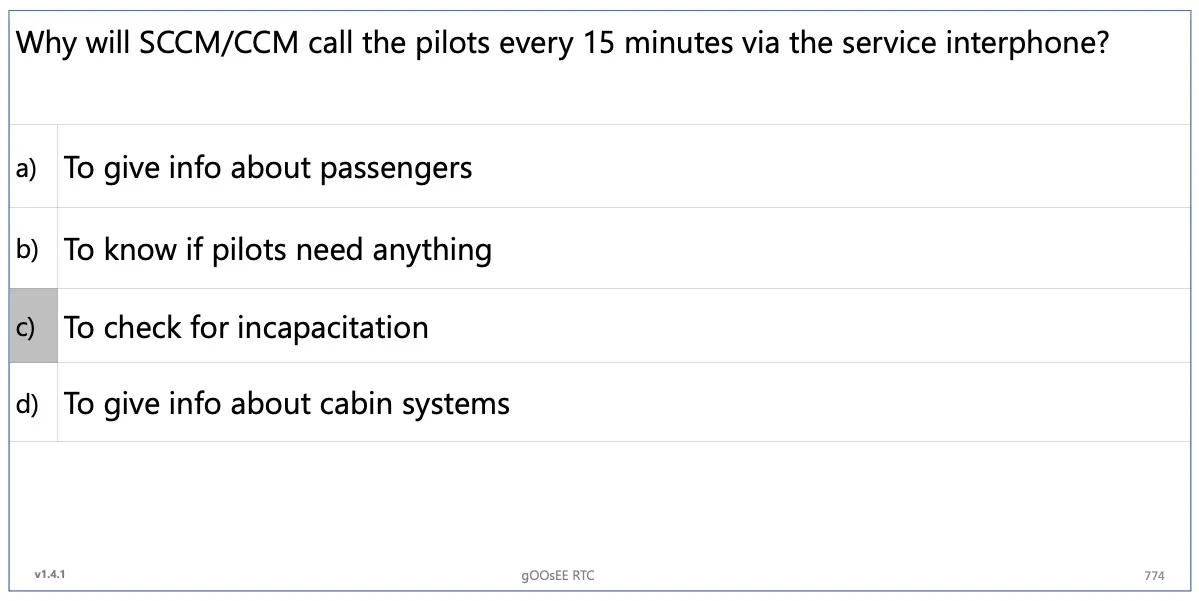 Why will SCCM/CCM call the pilots every 15 minutes via the service interphone?
a) To give info about passengers
b) To know if pilots need anything
c) To check for incapacitation
d) To give info about cabin systems
v1.4.1 gOOsEE RTC 774